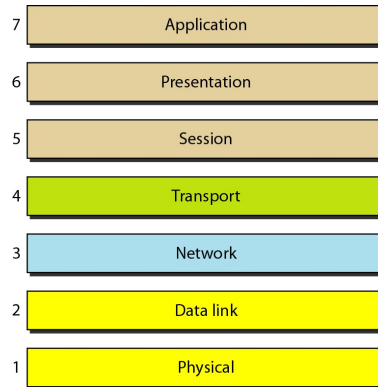 7 Application
6 Presentation
5 Session
4 Transport
3 Network
2 Data link
1 Physical